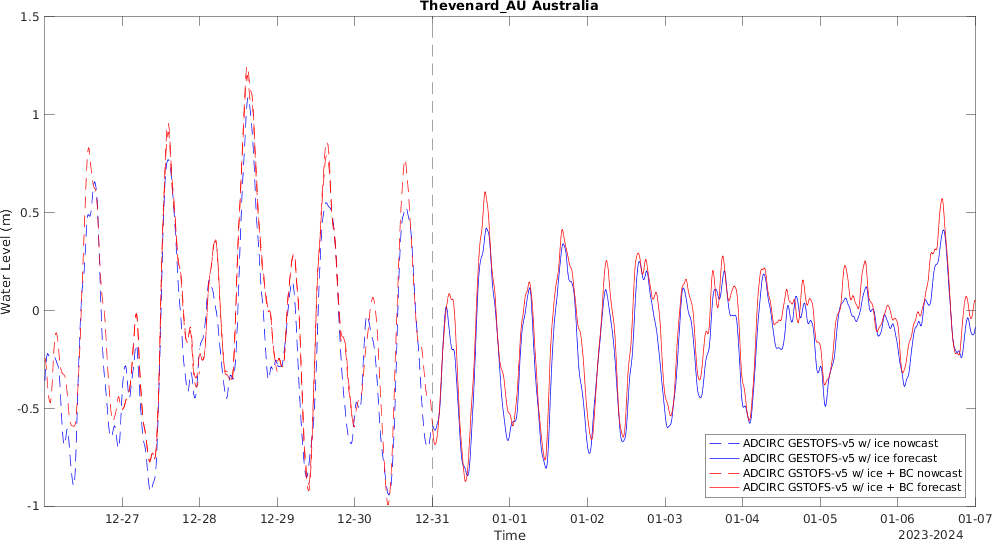 Thevenard_AU Australia
1.5
1
0.5
0
-0.5
-1
Water Level (m)
12-27 12-28 12-29 12-30 12-31 01-01 01-02 01-03 01-04 01-05 01-06 01-07
Time
2023-2024
ADCIRC GESTOFS-v5 w/ ice nowcast
ADCIRC GESTOFS-v5 w/ ice forecast
ADCIRC GSTOFS-v5 w/ ice + BC nowcast
ADCIRC GSTOFS-v5 w/ ice + BC forecast